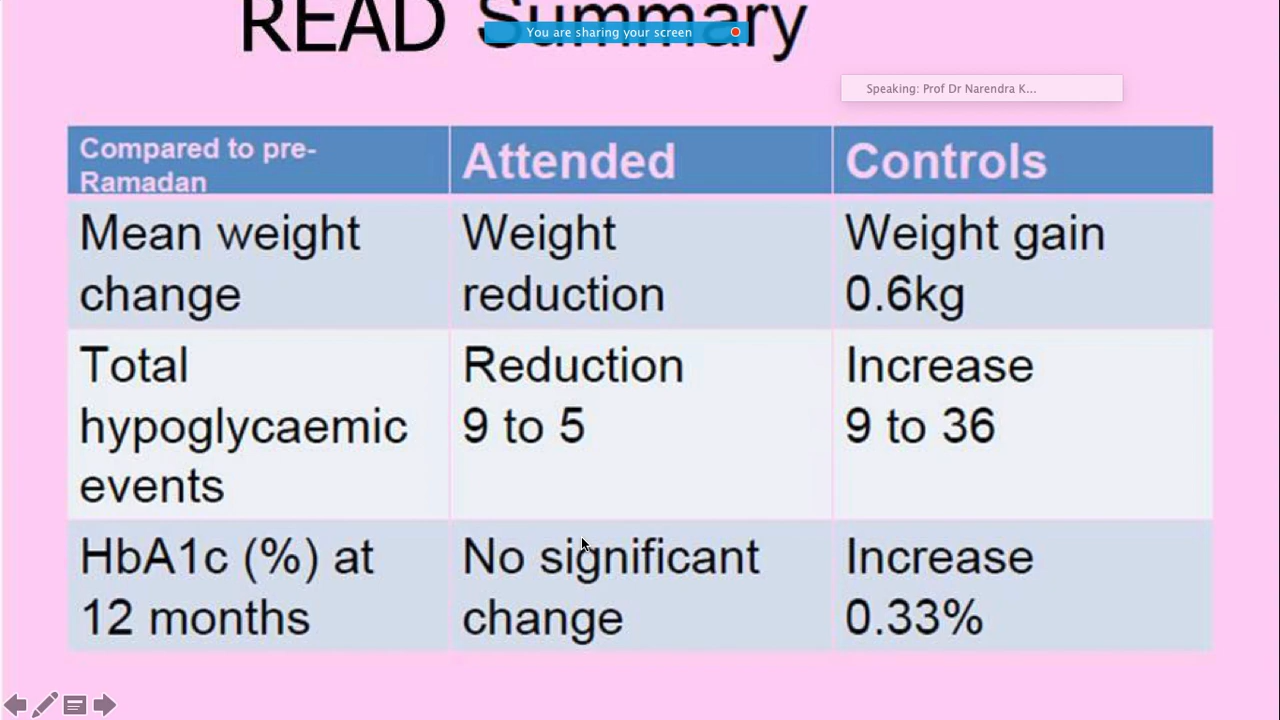 READ Summary
You are sharing your screen
Speaking: Prof Dr Narendra K...
Compared to pre-
Ramadan
Attended
Controls
Mean weight
change
Weight
reduction
Weight gain
0.6kg
Total
hypoglycaemic
events
Reduction
9 to 5
Increase
9 to 36
HbA1c (%) at
12 months
No significant
change
Increase
0.33%